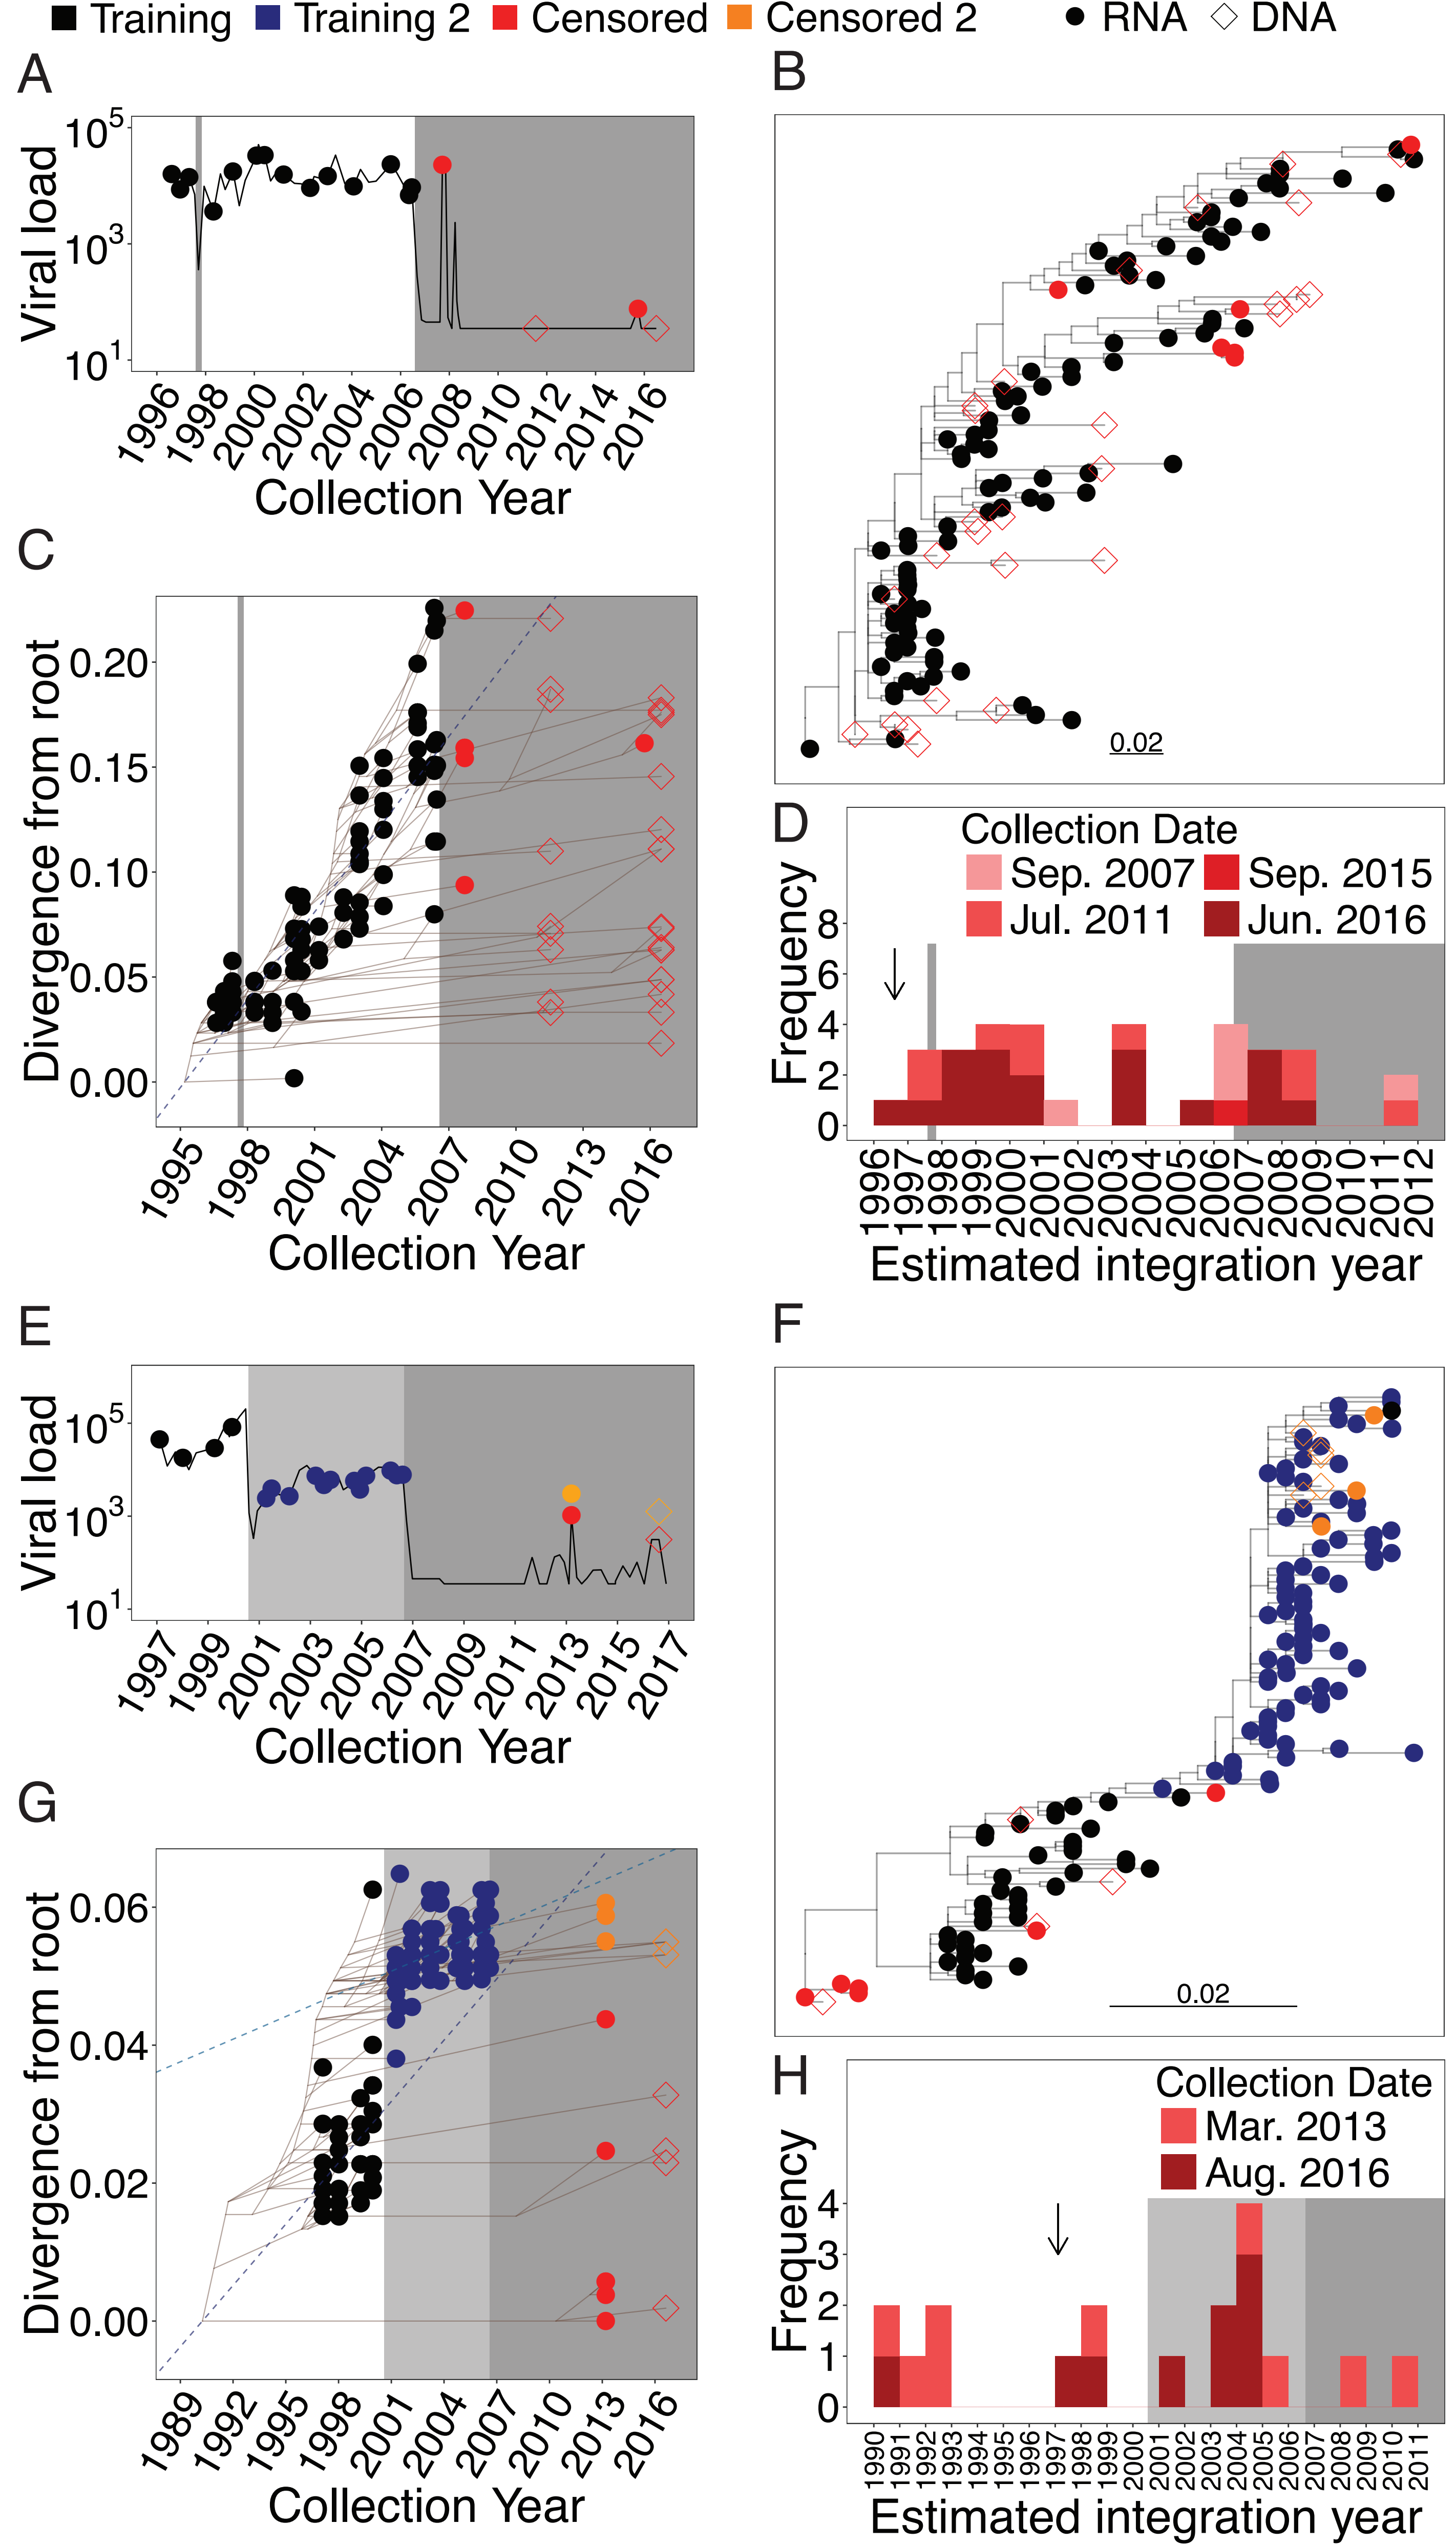 Training Training 2 Censored Censored 2 RNA DNA
A
Viral load
10^5
10^3
10^1
1996 1998 2000 2002 2004 2006 2008 2010 2012 2014 2016
Collection Year
B
0.02
C
Divergence from root
0.20
0.15
0.10
0.05
0.00
1995 1998 2001 2004 2007 2010 2013 2016
Collection Year
D
Collection Date
Sep. 2007 Sep. 2015
Jul. 2011 Jun. 2016
Frequency
8
6
4
2
0
1996 1997 1998 1999 2000 2001 2002 2003 2004 2005 2006 2007 2008 2009 2010 2011 2012
Estimated integration year
E
Viral load
10^5
10^3
10^1
1997 1999 2001 2003 2005 2007 2009 2011 2013 2015 2017
Collection Year
F
0.02
G
Divergence from root
0.06
0.04
0.02
0.00
1989 1992 1995 1998 2001 2004 2007 2010 2013 2016
Collection Year
H
Collection Date
Mar. 2013
Aug. 2016
Frequency
4
3
2
1
0
1990 1991 1992 1993 1994 1995 1996 1997 1998 1999 2000 2001 2002 2003 2004 2005 2006 2007 2008 2009 2010 2011
Estimated integration year